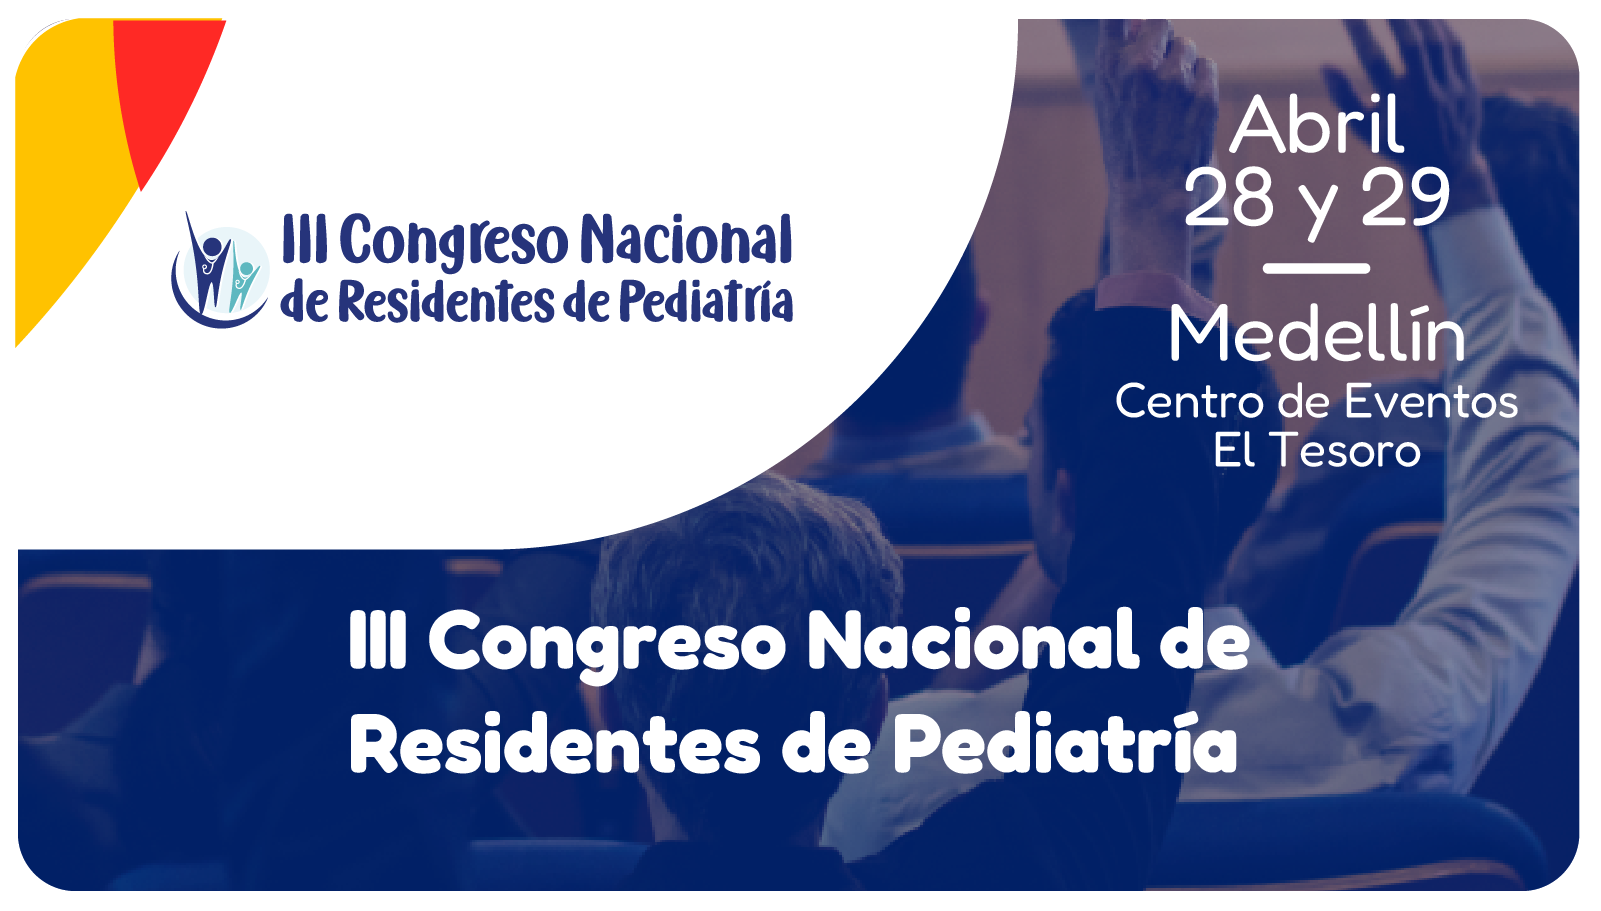 III Congreso Nacional
de Residentes de Pediatría
Abril
28 y 29
Medellín
Centro de Eventos
El Tesoro
III Congreso Nacional de
Residentes de Pediatría